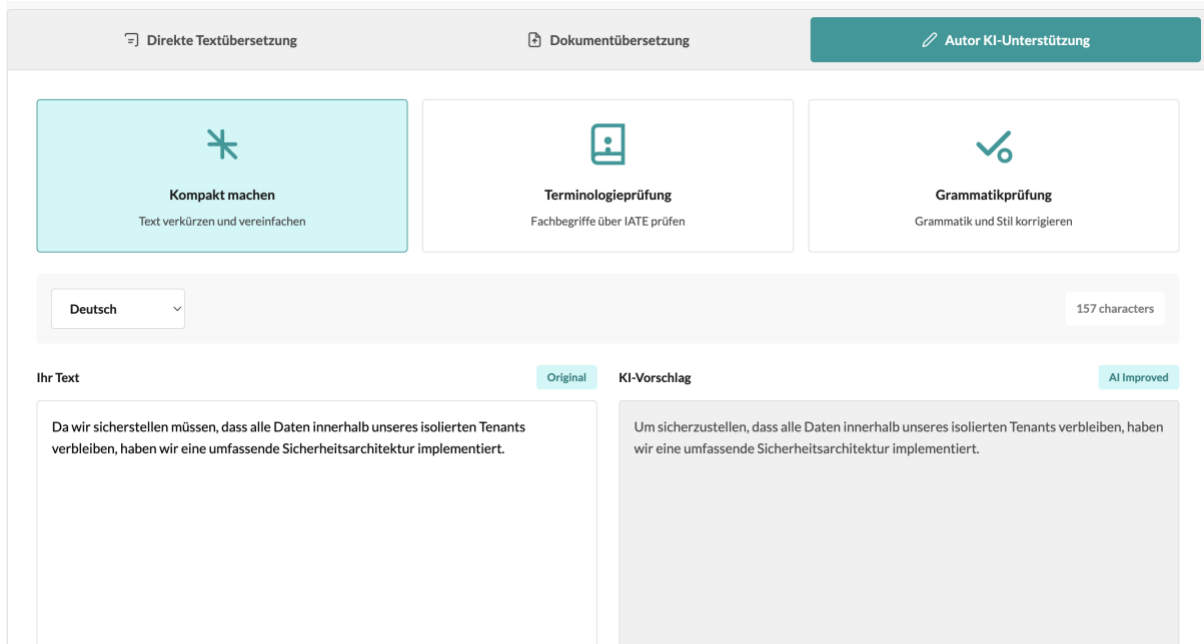 Direkte Textübersetzung
Dokumentübersetzung
Autor KI-Unterstützung
Kompakt machen
Text verkürzen und vereinfachen
Terminologieprüfung
Fachbegriffe über IATE prüfen
Grammatikprüfung
Grammatik und Stil korrigieren
Deutsch
157 characters
Ihr Text
Original
KI-Vorschlag
AI Improved
Da wir sicherstellen müssen, dass alle Daten innerhalb unseres isolierten Tenants
verbleiben, haben wir eine umfassende Sicherheitsarchitektur implementiert.
Um sicherzustellen, dass alle Daten innerhalb unseres isolierten Tenants verbleiben, haben
wir eine umfassende Sicherheitsarchitektur implementiert.